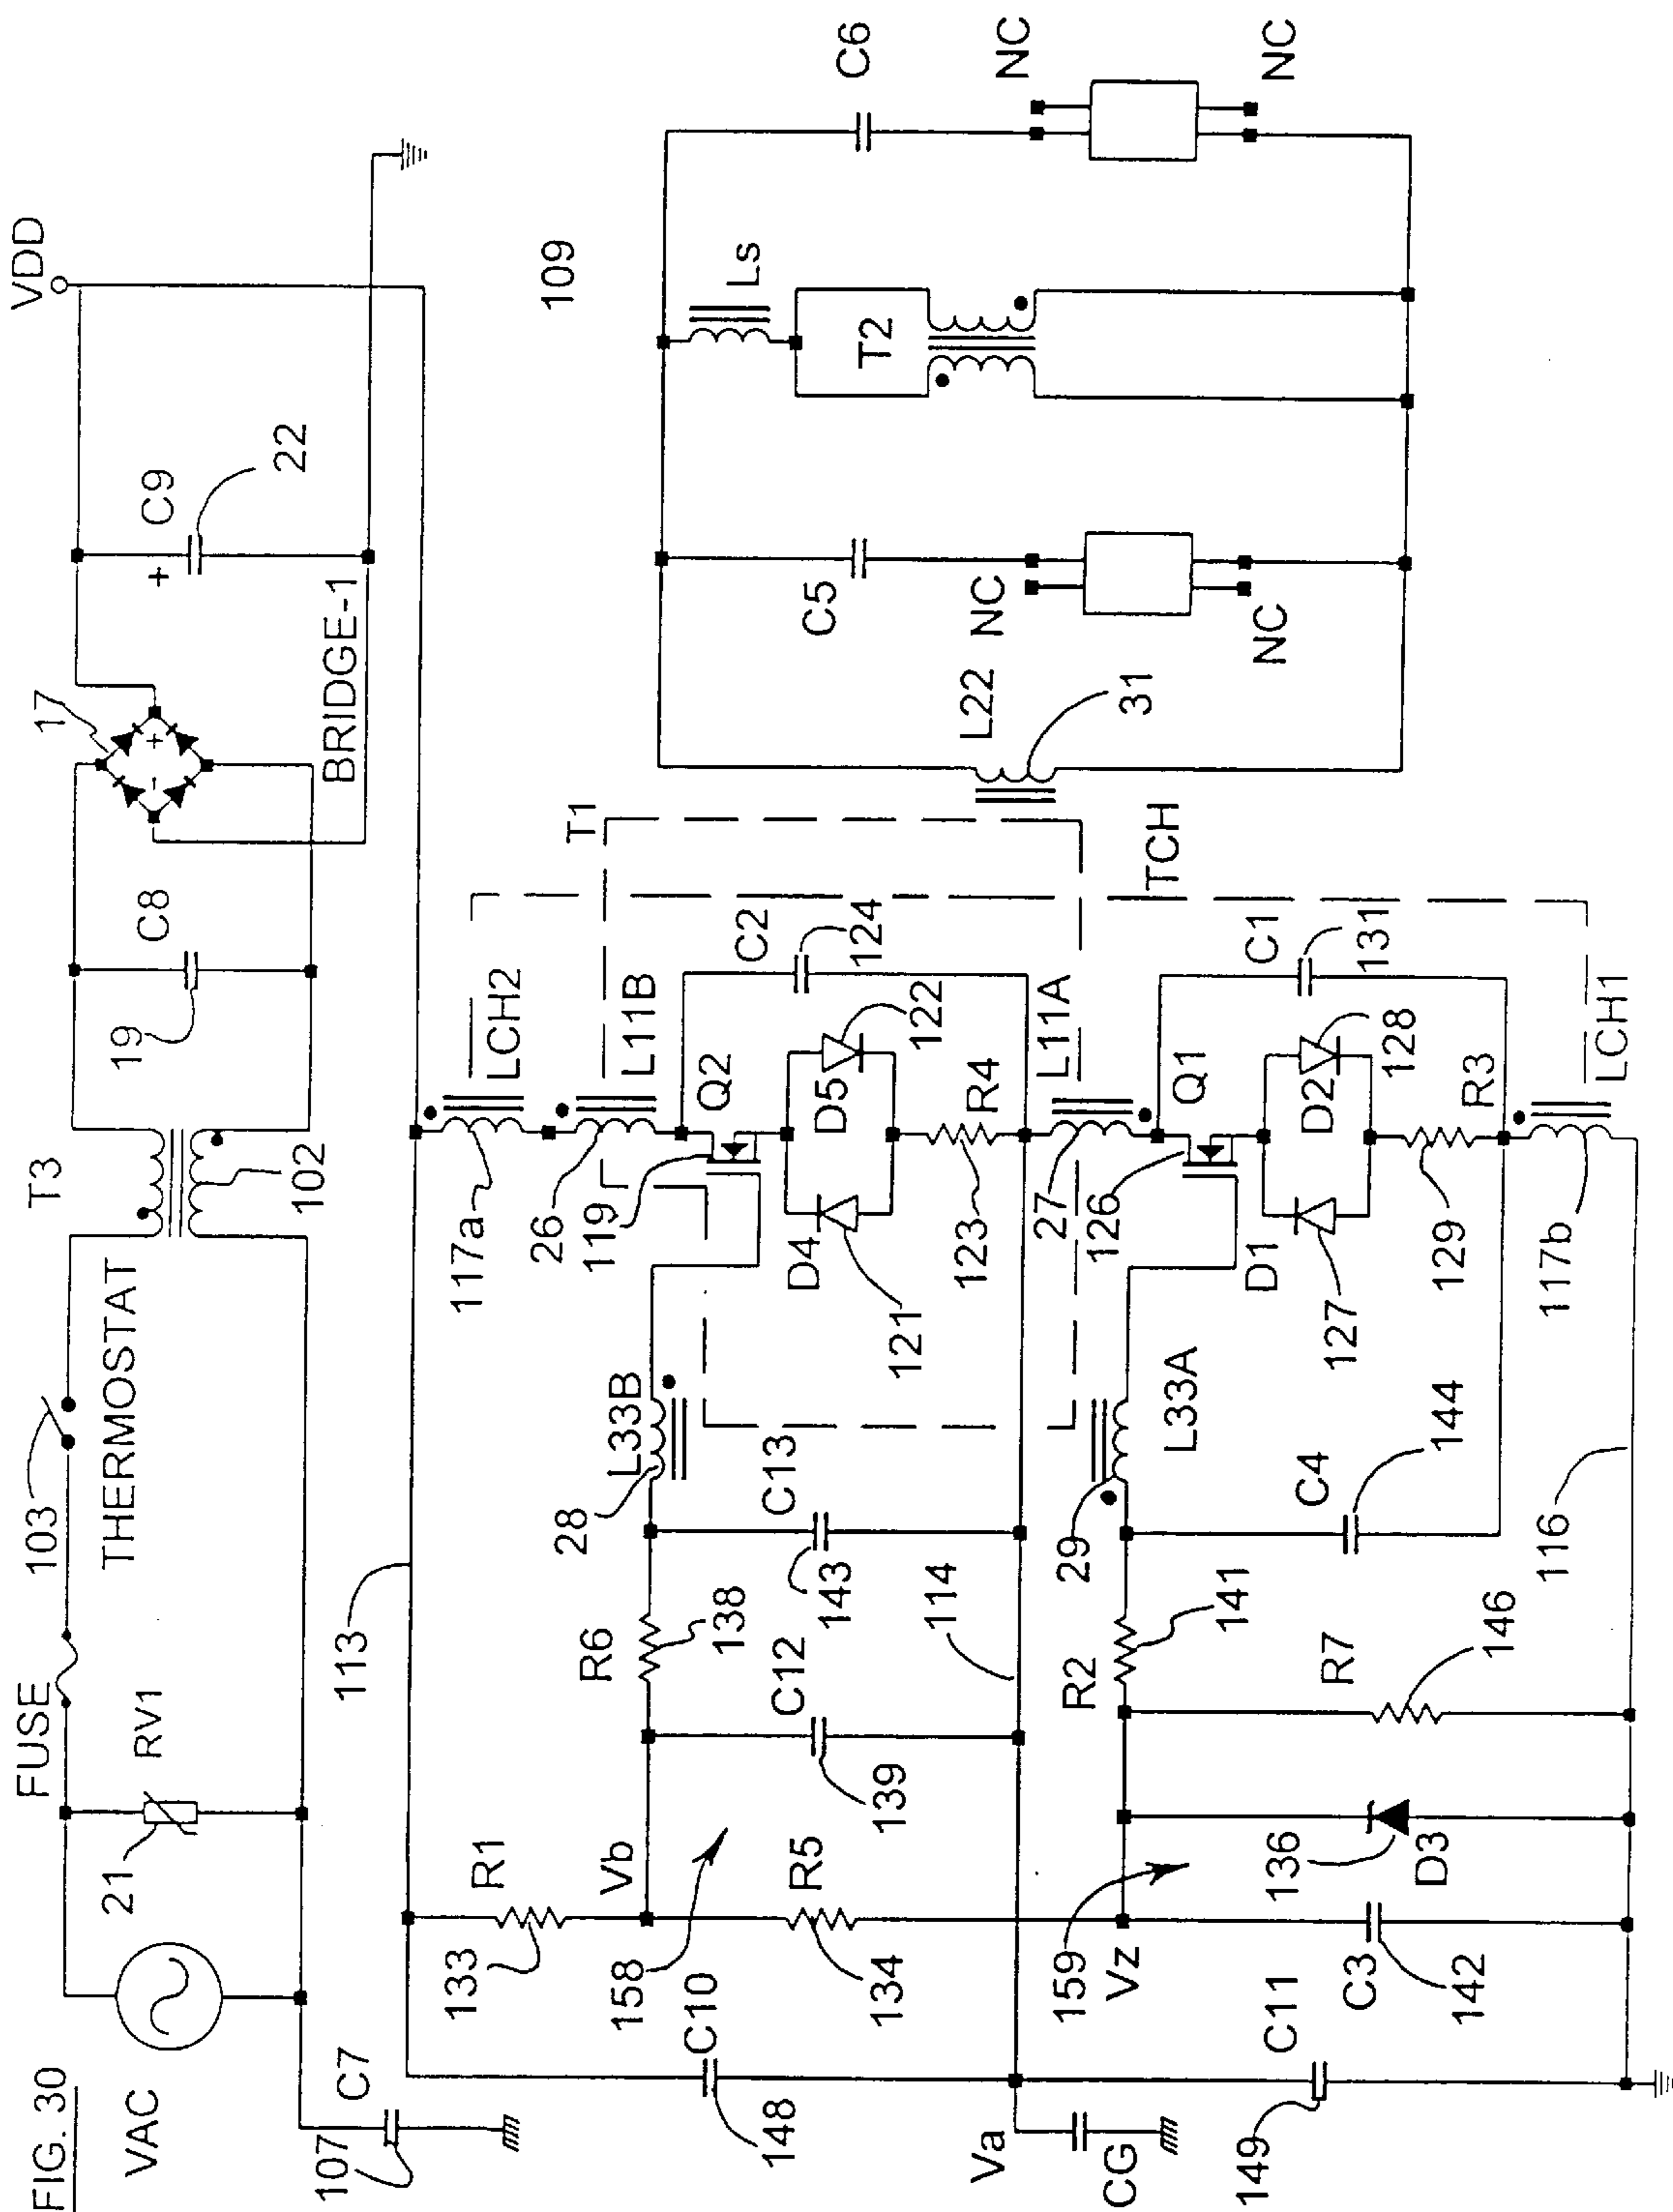 FIG. 30
VAC
107
C7
21
RV1
FUSE
103
THERMOSTAT
T3
102
19
C8
17
BRIDGE-1
+
-
+
C9
22
VDD
113
133
R1
Vb
158
148
C10
R5
134
R6
138
C12
139
C13
143
28
L33B
117a
LCH2
26
L11B
119
Q2
T1
C2
124
D4
121
D5
122
R4
123
114
Va
CG
149
C11
159
Vz
C3
142
136
D3
R2
141
R7
146
29
L33A
C4
144
116
27
L11A
126
Q1
D1
127
D2
128
R3
129
C1
131
TCH
LCH1
117b
109
L22
31
C5
NC
NC
T2
Ls
C6
NC
NC